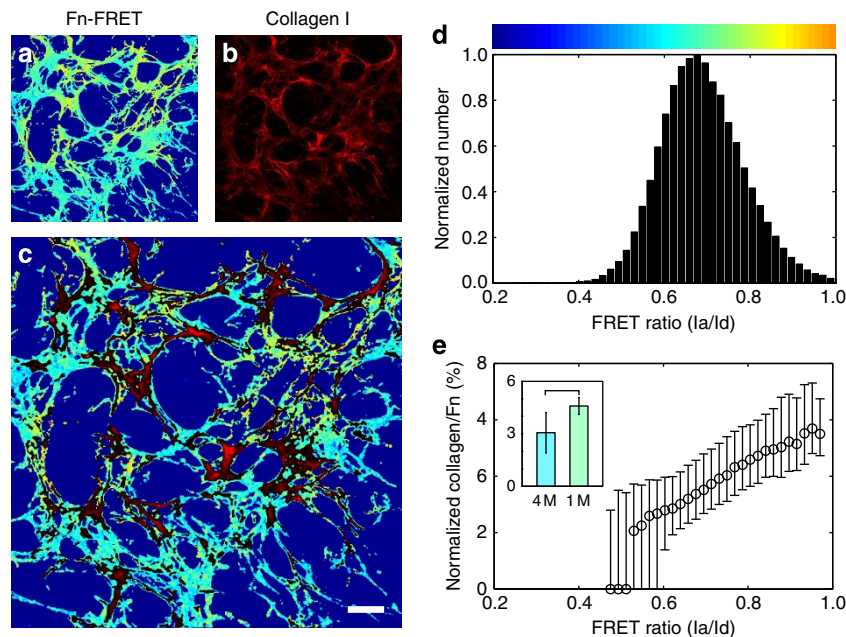 Fn-FRET
Collagen I
a
b
c
d
Normalized number
1.0
0.8
0.6
0.4
0.2
0.0
0.2
0.4
0.6
0.8
1.0
FRET ratio (Ia/Id)
e
Normalized collagen/Fn (%)
8
4
6
2
0
6
3
0
4 M
1 M
0.2
0.4
0.6
0.8
1.0
FRET ratio (Ia/Id)